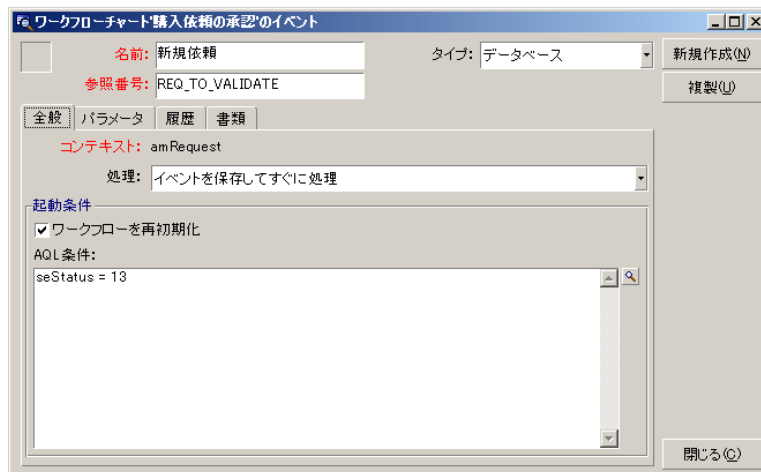 ワークフローチャート'購入依頼の承認'のイベント
名前: 新規依頼 タイプ: データベース 新規作成(N)
参照番号: REQ_TO_VALIDATE 複製(U)
全般 パラメータ 履歴 書類
コンテキスト: amRequest
処理: イベントを保存してすぐに処理
起動条件
ワークフローを再初期化
AQL条件:
seStatus = 13
閉じる(C)